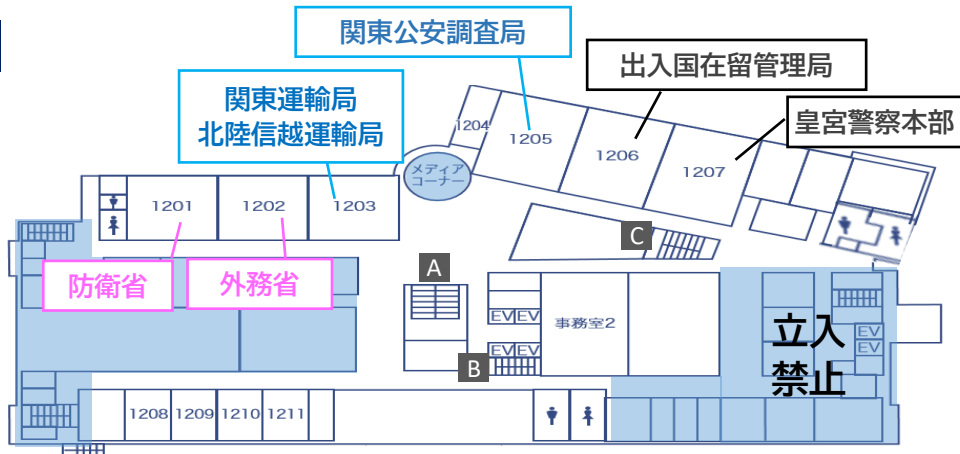 関東公安調査局
出入国在留管理局
関東運輸局
北陸信越運輸局
皇宮警察本部
1204
1205
1206
1207
メディア
コーナー
1201
1202
1203
C
防衛省
外務省
A
EV EV
事務室2
立入
禁止
EV
EV
EV EV
B
1208
1209
1210
1211